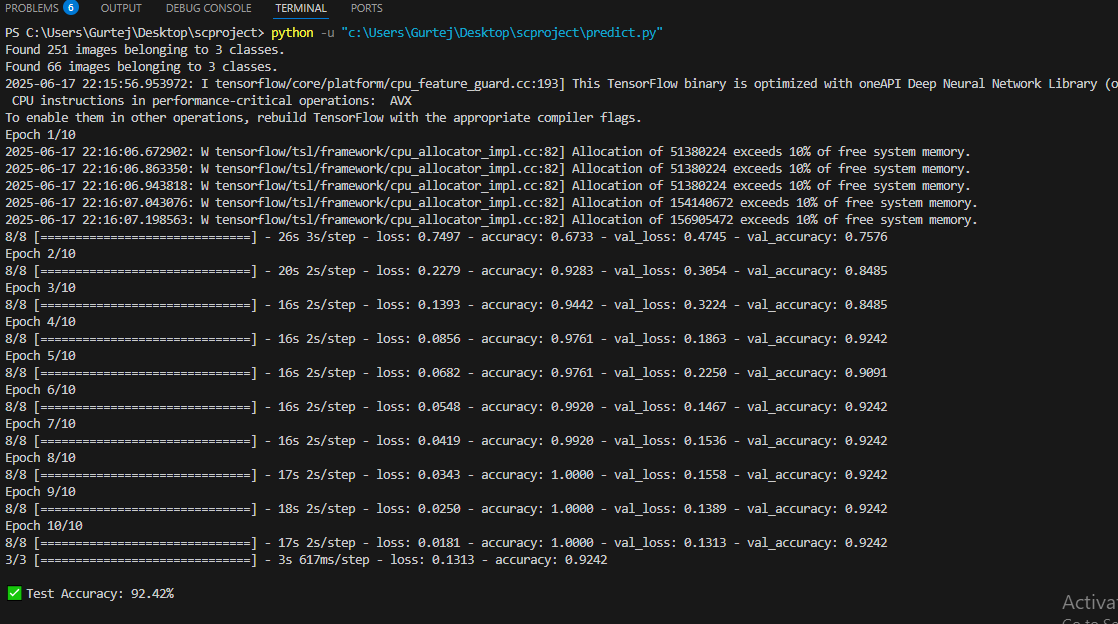 PROBLEMS 6 OUTPUT DEBUG CONSOLE TERMINAL PORTS
PS C:\Users\Gurtej\Desktop\scproject> python -u "c:\Users\Gurtej\Desktop\scproject\predict.py"
Found 251 images belonging to 3 classes.
Found 66 images belonging to 3 classes.
2025-06-17 22:15:56.953972: I tensorflow/core/platform/cpu_feature_guard.cc:193] This TensorFlow binary is optimized with oneAPI Deep Neural Network Library (o
CPU instructions in performance-critical operations:  AVX
To enable them in other operations, rebuild TensorFlow with the appropriate compiler flags.
Epoch 1/10
2025-06-17 22:16:06.672902: W tensorflow/tsl/framework/cpu_allocator_impl.cc:82] Allocation of 51380224 exceeds 10% of free system memory.
2025-06-17 22:16:06.863350: W tensorflow/tsl/framework/cpu_allocator_impl.cc:82] Allocation of 51380224 exceeds 10% of free system memory.
2025-06-17 22:16:06.943818: W tensorflow/tsl/framework/cpu_allocator_impl.cc:82] Allocation of 51380224 exceeds 10% of free system memory.
2025-06-17 22:16:07.043076: W tensorflow/tsl/framework/cpu_allocator_impl.cc:82] Allocation of 154140672 exceeds 10% of free system memory.
2025-06-17 22:16:07.198563: W tensorflow/tsl/framework/cpu_allocator_impl.cc:82] Allocation of 156905472 exceeds 10% of free system memory.
8/8 [==============================] - 26s 3s/step - loss: 0.7497 - accuracy: 0.6733 - val_loss: 0.4745 - val_accuracy: 0.7576
Epoch 2/10
8/8 [==============================] - 20s 2s/step - loss: 0.2279 - accuracy: 0.9283 - val_loss: 0.3054 - val_accuracy: 0.8485
Epoch 3/10
8/8 [==============================] - 16s 2s/step - loss: 0.1393 - accuracy: 0.9442 - val_loss: 0.3224 - val_accuracy: 0.8485
Epoch 4/10
8/8 [==============================] - 16s 2s/step - loss: 0.0856 - accuracy: 0.9761 - val_loss: 0.1863 - val_accuracy: 0.9242
Epoch 5/10
8/8 [==============================] - 16s 2s/step - loss: 0.0682 - accuracy: 0.9761 - val_loss: 0.2250 - val_accuracy: 0.9091
Epoch 6/10
8/8 [==============================] - 16s 2s/step - loss: 0.0548 - accuracy: 0.9920 - val_loss: 0.1467 - val_accuracy: 0.9242
Epoch 7/10
8/8 [==============================] - 16s 2s/step - loss: 0.0419 - accuracy: 0.9920 - val_loss: 0.1536 - val_accuracy: 0.9242
Epoch 8/10
8/8 [==============================] - 17s 2s/step - loss: 0.0343 - accuracy: 1.0000 - val_loss: 0.1558 - val_accuracy: 0.9242
Epoch 9/10
8/8 [==============================] - 18s 2s/step - loss: 0.0250 - accuracy: 1.0000 - val_loss: 0.1389 - val_accuracy: 0.9242
Epoch 10/10
8/8 [==============================] - 17s 2s/step - loss: 0.0181 - accuracy: 1.0000 - val_loss: 0.1313 - val_accuracy: 0.9242
3/3 [==============================] - 3s 617ms/step - loss: 0.1313 - accuracy: 0.9242
✅ Test Accuracy: 92.42%
Activa